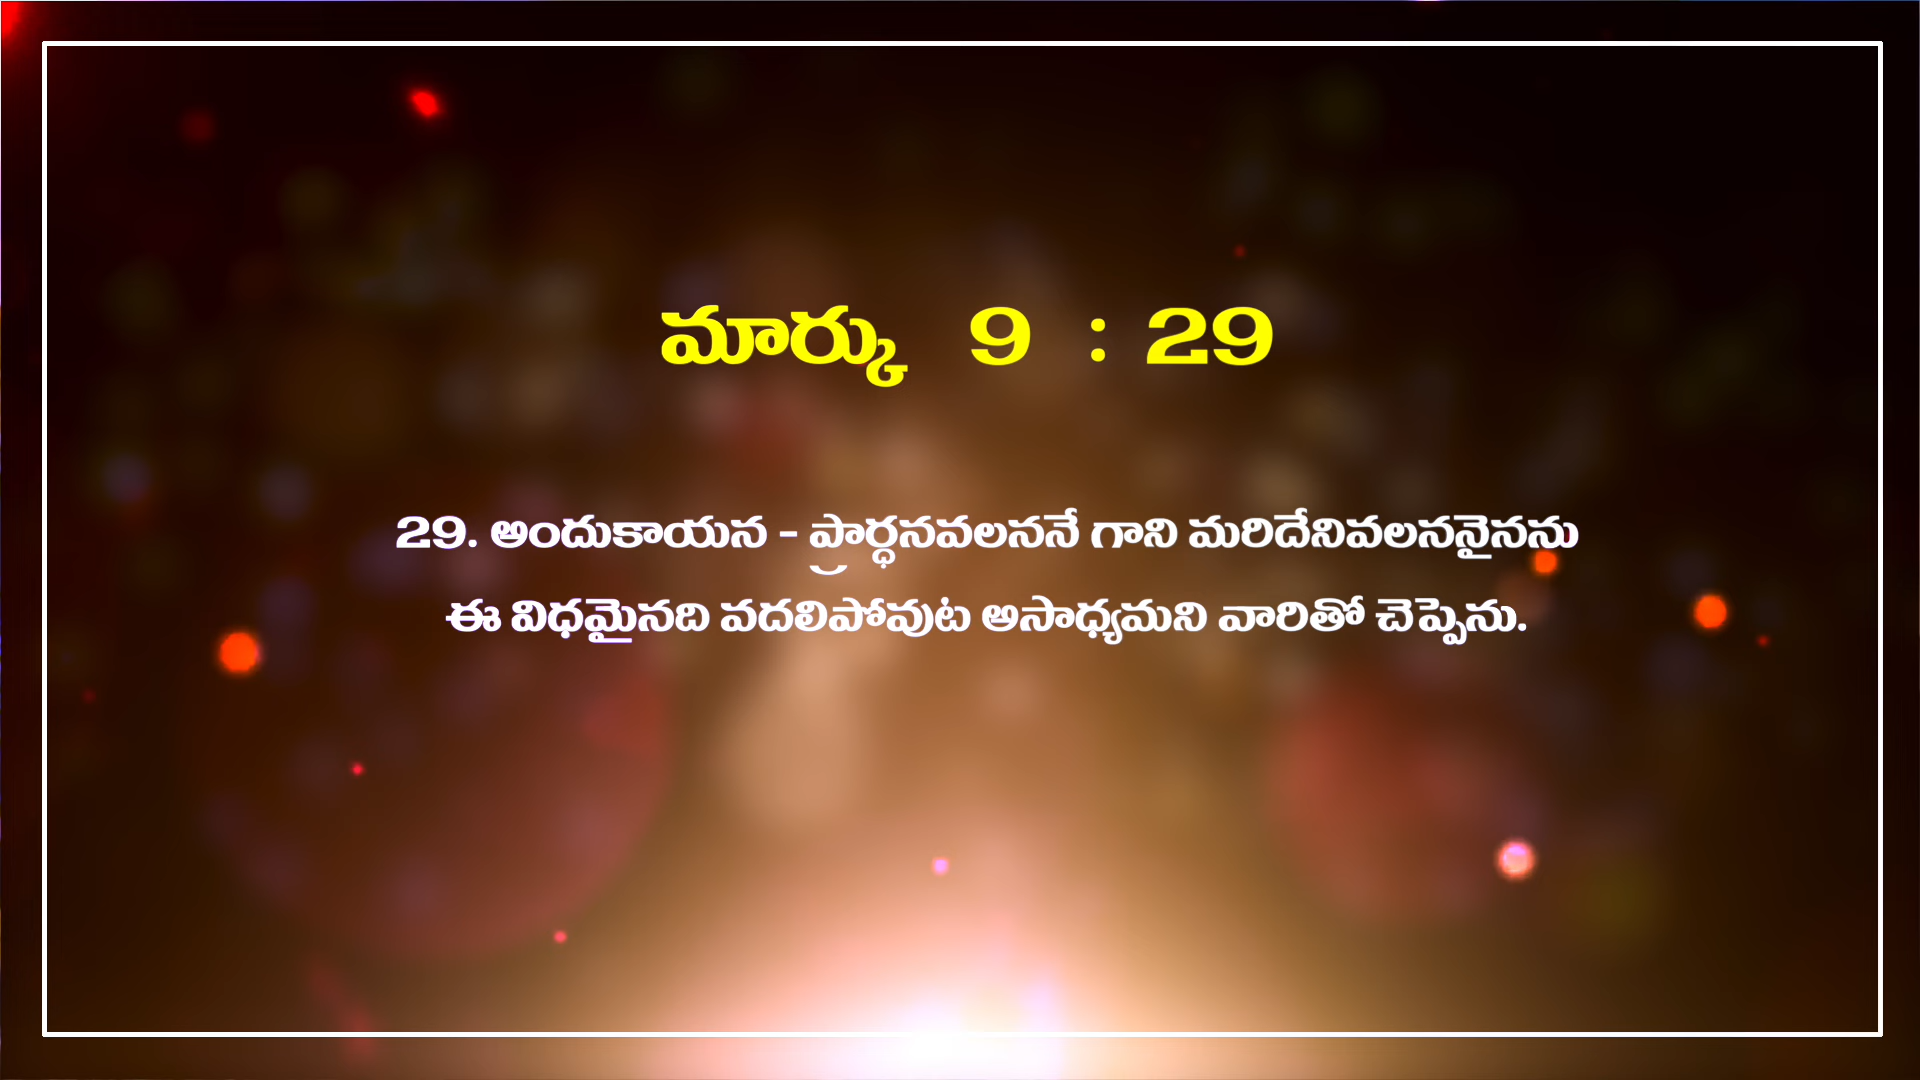 మార్కు 9 : 29
29. అందుకాయన - ప్రార్థనవలననే గాని మరిదేనివలననైనను
ఈ విధమైనది వదలిపోవుట అసాధ్యమని వారితో చెప్పెను.